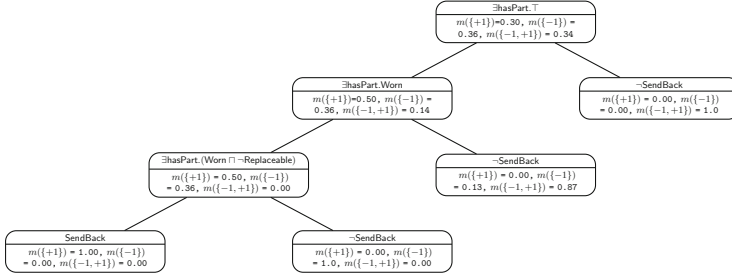 ∃hasPart.⊤
m({+1})=0.30, m({−1}) =
0.36, m({−1,+1}) = 0.34
∃hasPart.Worn
m({+1})=0.50, m({−1}) =
0.36, m({−1,+1}) = 0.14
¬SendBack
m({+1}) = 0.00, m({−1})
= 0.00, m({−1,+1}) = 1.0
∃hasPart.(Worn ⊓ ¬Replaceable)
m({+1}) = 0.50, m({−1})
= 0.36, m({−1,+1}) = 0.00
¬SendBack
m({+1}) = 0.00, m({−1})
= 0.13, m({−1,+1}) = 0.87
SendBack
m({+1}) = 1.00, m({−1})
= 0.00, m({−1,+1}) = 0.00
¬SendBack
m({+1}) = 0.00, m({−1})
= 1.0, m({−1,+1}) = 0.00